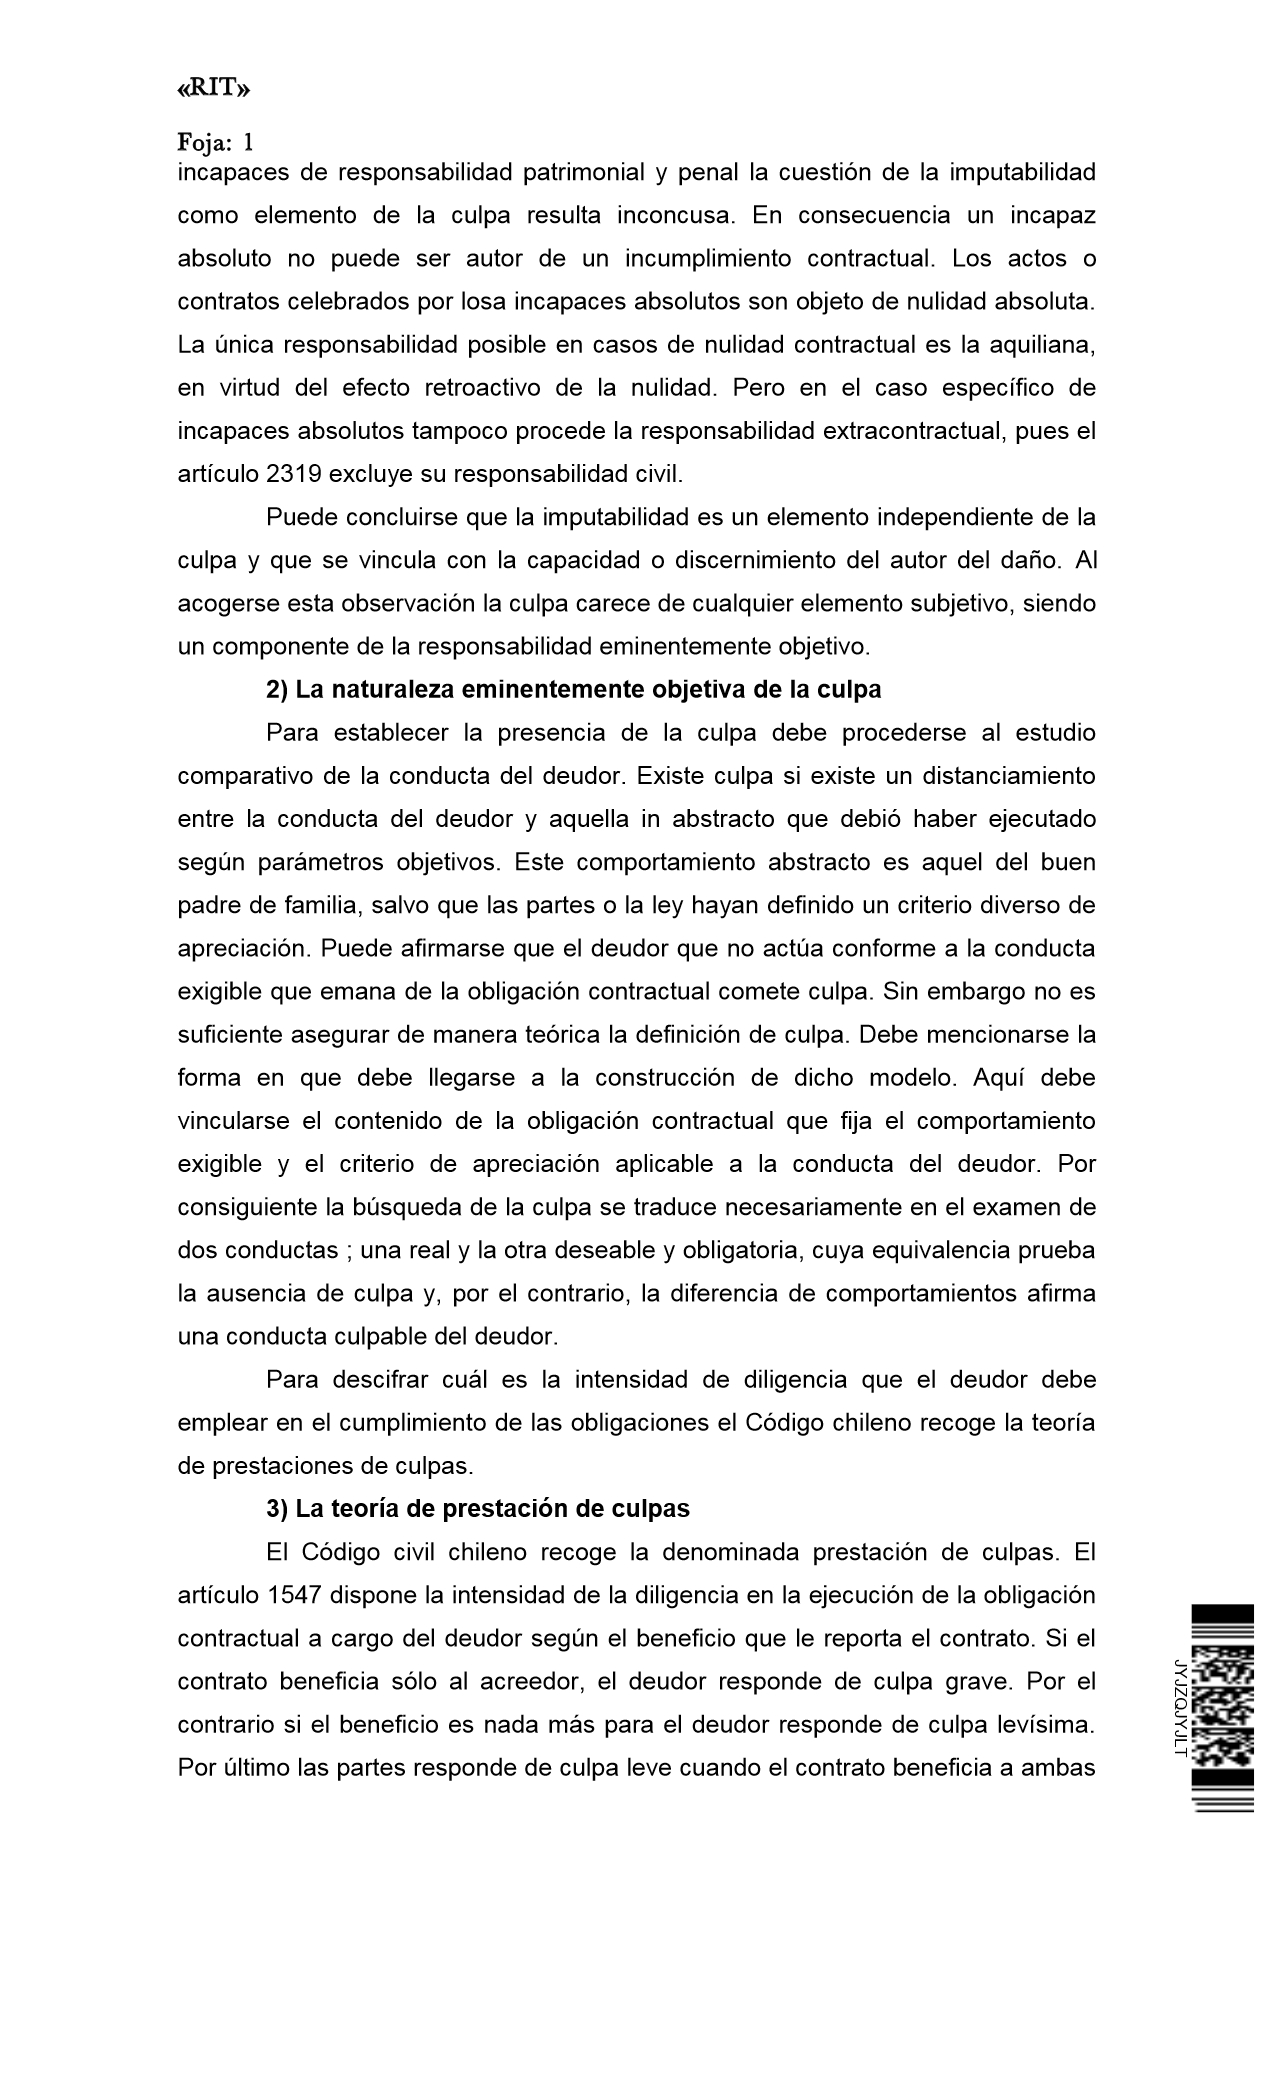 «RIT»
Foja: 1
incapaces de responsabilidad patrimonial y penal la cuestión de la imputabilidad
como elemento de la culpa resulta inconcusa. En consecuencia un incapaz
absoluto no puede ser autor de un incumplimiento contractual. Los actos o
contratos celebrados por losa incapaces absolutos son objeto de nulidad absoluta.
La única responsabilidad posible en casos de nulidad contractual es la aquiliana,
en virtud del efecto retroactivo de la nulidad. Pero en el caso específico de
incapaces absolutos tampoco procede la responsabilidad extracontractual, pues el
artículo 2319 excluye su responsabilidad civil.
Puede concluirse que la imputabilidad es un elemento independiente de la
culpa y que se vincula con la capacidad o discernimiento del autor del daño. Al
acogerse esta observación la culpa carece de cualquier elemento subjetivo, siendo
un componente de la responsabilidad eminentemente objetivo.
2) La naturaleza eminentemente objetiva de la culpa
Para establecer la presencia de la culpa debe procederse al estudio
comparativo de la conducta del deudor. Existe culpa si existe un distanciamiento
entre la conducta del deudor y aquella in abstracto que debió haber ejecutado
según parámetros objetivos. Este comportamiento abstracto es aquel del buen
padre de familia, salvo que las partes o la ley hayan definido un criterio diverso de
apreciación. Puede afirmarse que el deudor que no actúa conforme a la conducta
exigible que emana de la obligación contractual comete culpa. Sin embargo no es
suficiente asegurar de manera teórica la definición de culpa. Debe mencionarse la
forma en que debe llegarse a la construcción de dicho modelo. Aquí debe
vincularse el contenido de la obligación contractual que fija el comportamiento
exigible y el criterio de apreciación aplicable a la conducta del deudor. Por
consiguiente la búsqueda de la culpa se traduce necesariamente en el examen de
dos conductas ; una real y la otra deseable y obligatoria, cuya equivalencia prueba
la ausencia de culpa y, por el contrario, la diferencia de comportamientos afirma
una conducta culpable del deudor.
Para descifrar cuál es la intensidad de diligencia que el deudor debe
emplear en el cumplimiento de las obligaciones el Código chileno recoge la teoría
de prestaciones de culpas.
3) La teoría de prestación de culpas
El Código civil chileno recoge la denominada prestación de culpas. El
artículo 1547 dispone la intensidad de la diligencia en la ejecución de la obligación
contractual a cargo del deudor según el beneficio que le reporta el contrato. Si el
contrato beneficia sólo al acreedor, el deudor responde de culpa grave. Por el
contrario si el beneficio es nada más para el deudor responde de culpa levísima.
Por último las partes responde de culpa leve cuando el contrato beneficia a ambas
JYJZQJYJLT